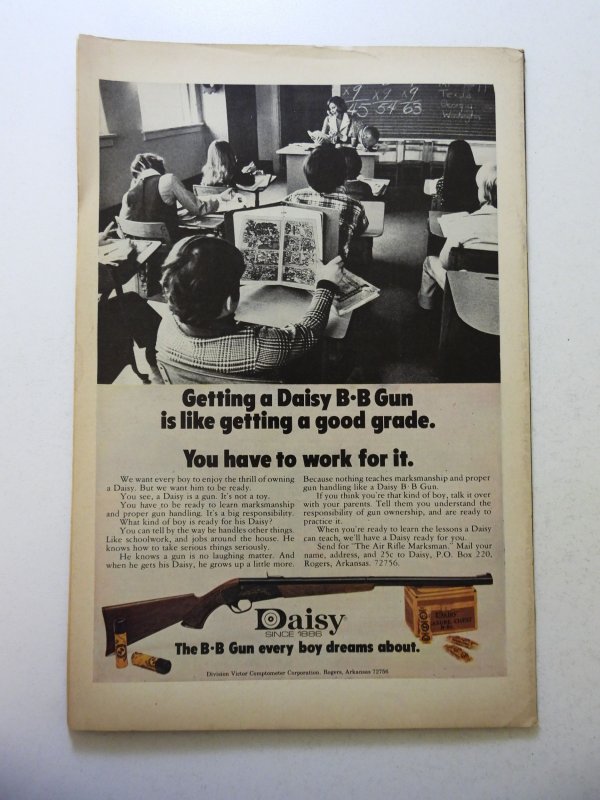 ×9 ×9 ×9
45 54 63
Texas
Georgia
Washington
Getting a Daisy B·B Gun
is like getting a good grade.
You have to work for it.
We want every boy to enjoy the thrill of owning
a Daisy. But we want him to be ready.
You see, a Daisy is a gun. It's not a toy.
You have to be ready to learn marksmanship
and proper gun handling. It's a big responsibility.
What kind of boy is ready for his Daisy?
You can tell by the way he handles other things.
Like schoolwork, and jobs around the house. He
knows how to take serious things seriously.
He knows a gun is no laughing matter. And
when he gets his Daisy, he grows up a little more.
Because nothing teaches marksmanship and proper
gun handling like a Daisy B·B Gun.
If you think you're that kind of boy, talk it over
with your parents. Tell them you understand the
responsibility of gun ownership, and are ready to
practice it.
When you're ready to learn the lessons a Daisy
can teach, we'll have a Daisy ready for you.
Send for "The Air Rifle Marksman." Mail your
name, address, and 25¢ to Daisy, P.O. Box 220,
Rogers, Arkansas. 72756.
Daisy
SINCE 1886
The B·B Gun every boy dreams about.
Division Victor Comptometer Corporation. Rogers, Arkansas 72756